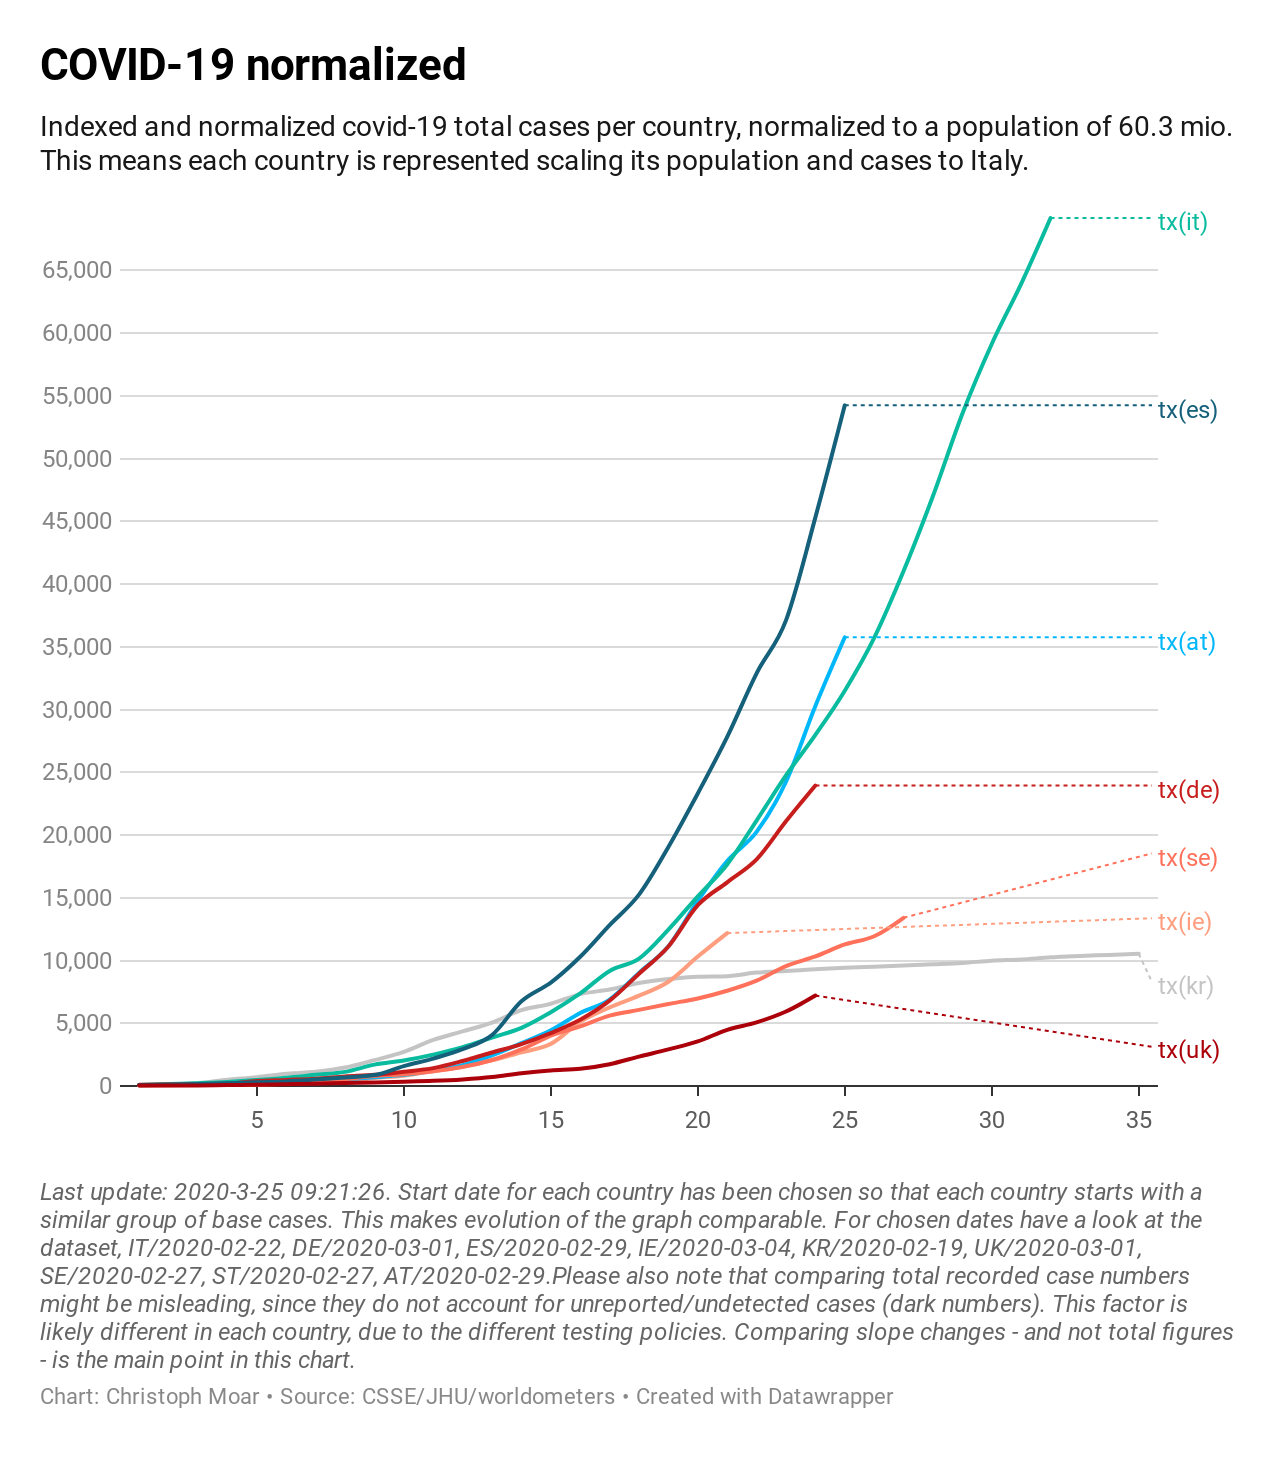 COVID-19 normalized
Indexed and normalized covid-19 total cases per country, normalized to a population of 60.3 mio.
This means each country is represented scaling its population and cases to Italy.
tx(it)
65,000
60,000
55,000
tx(es)
50,000
45,000
40,000
35,000
tx(at)
30,000
25,000
tx(de)
20,000
tx(se)
15,000
tx(ie)
10,000
tx(kr)
5,000
tx(uk)
0
5 10 15 20 25 30 35
Last update: 2020-3-25 09:21:26. Start date for each country has been chosen so that each country starts with a
similar group of base cases. This makes evolution of the graph comparable. For chosen dates have a look at the
dataset, IT/2020-02-22, DE/2020-03-01, ES/2020-02-29, IE/2020-03-04, KR/2020-02-19, UK/2020-03-01,
SE/2020-02-27, ST/2020-02-27, AT/2020-02-29.Please also note that comparing total recorded case numbers
might be misleading, since they do not account for unreported/undetected cases (dark numbers). This factor is
likely different in each country, due to the different testing policies. Comparing slope changes - and not total figures
- is the main point in this chart.
Chart: Christoph Moar • Source: CSSE/JHU/worldometers • Created with Datawrapper